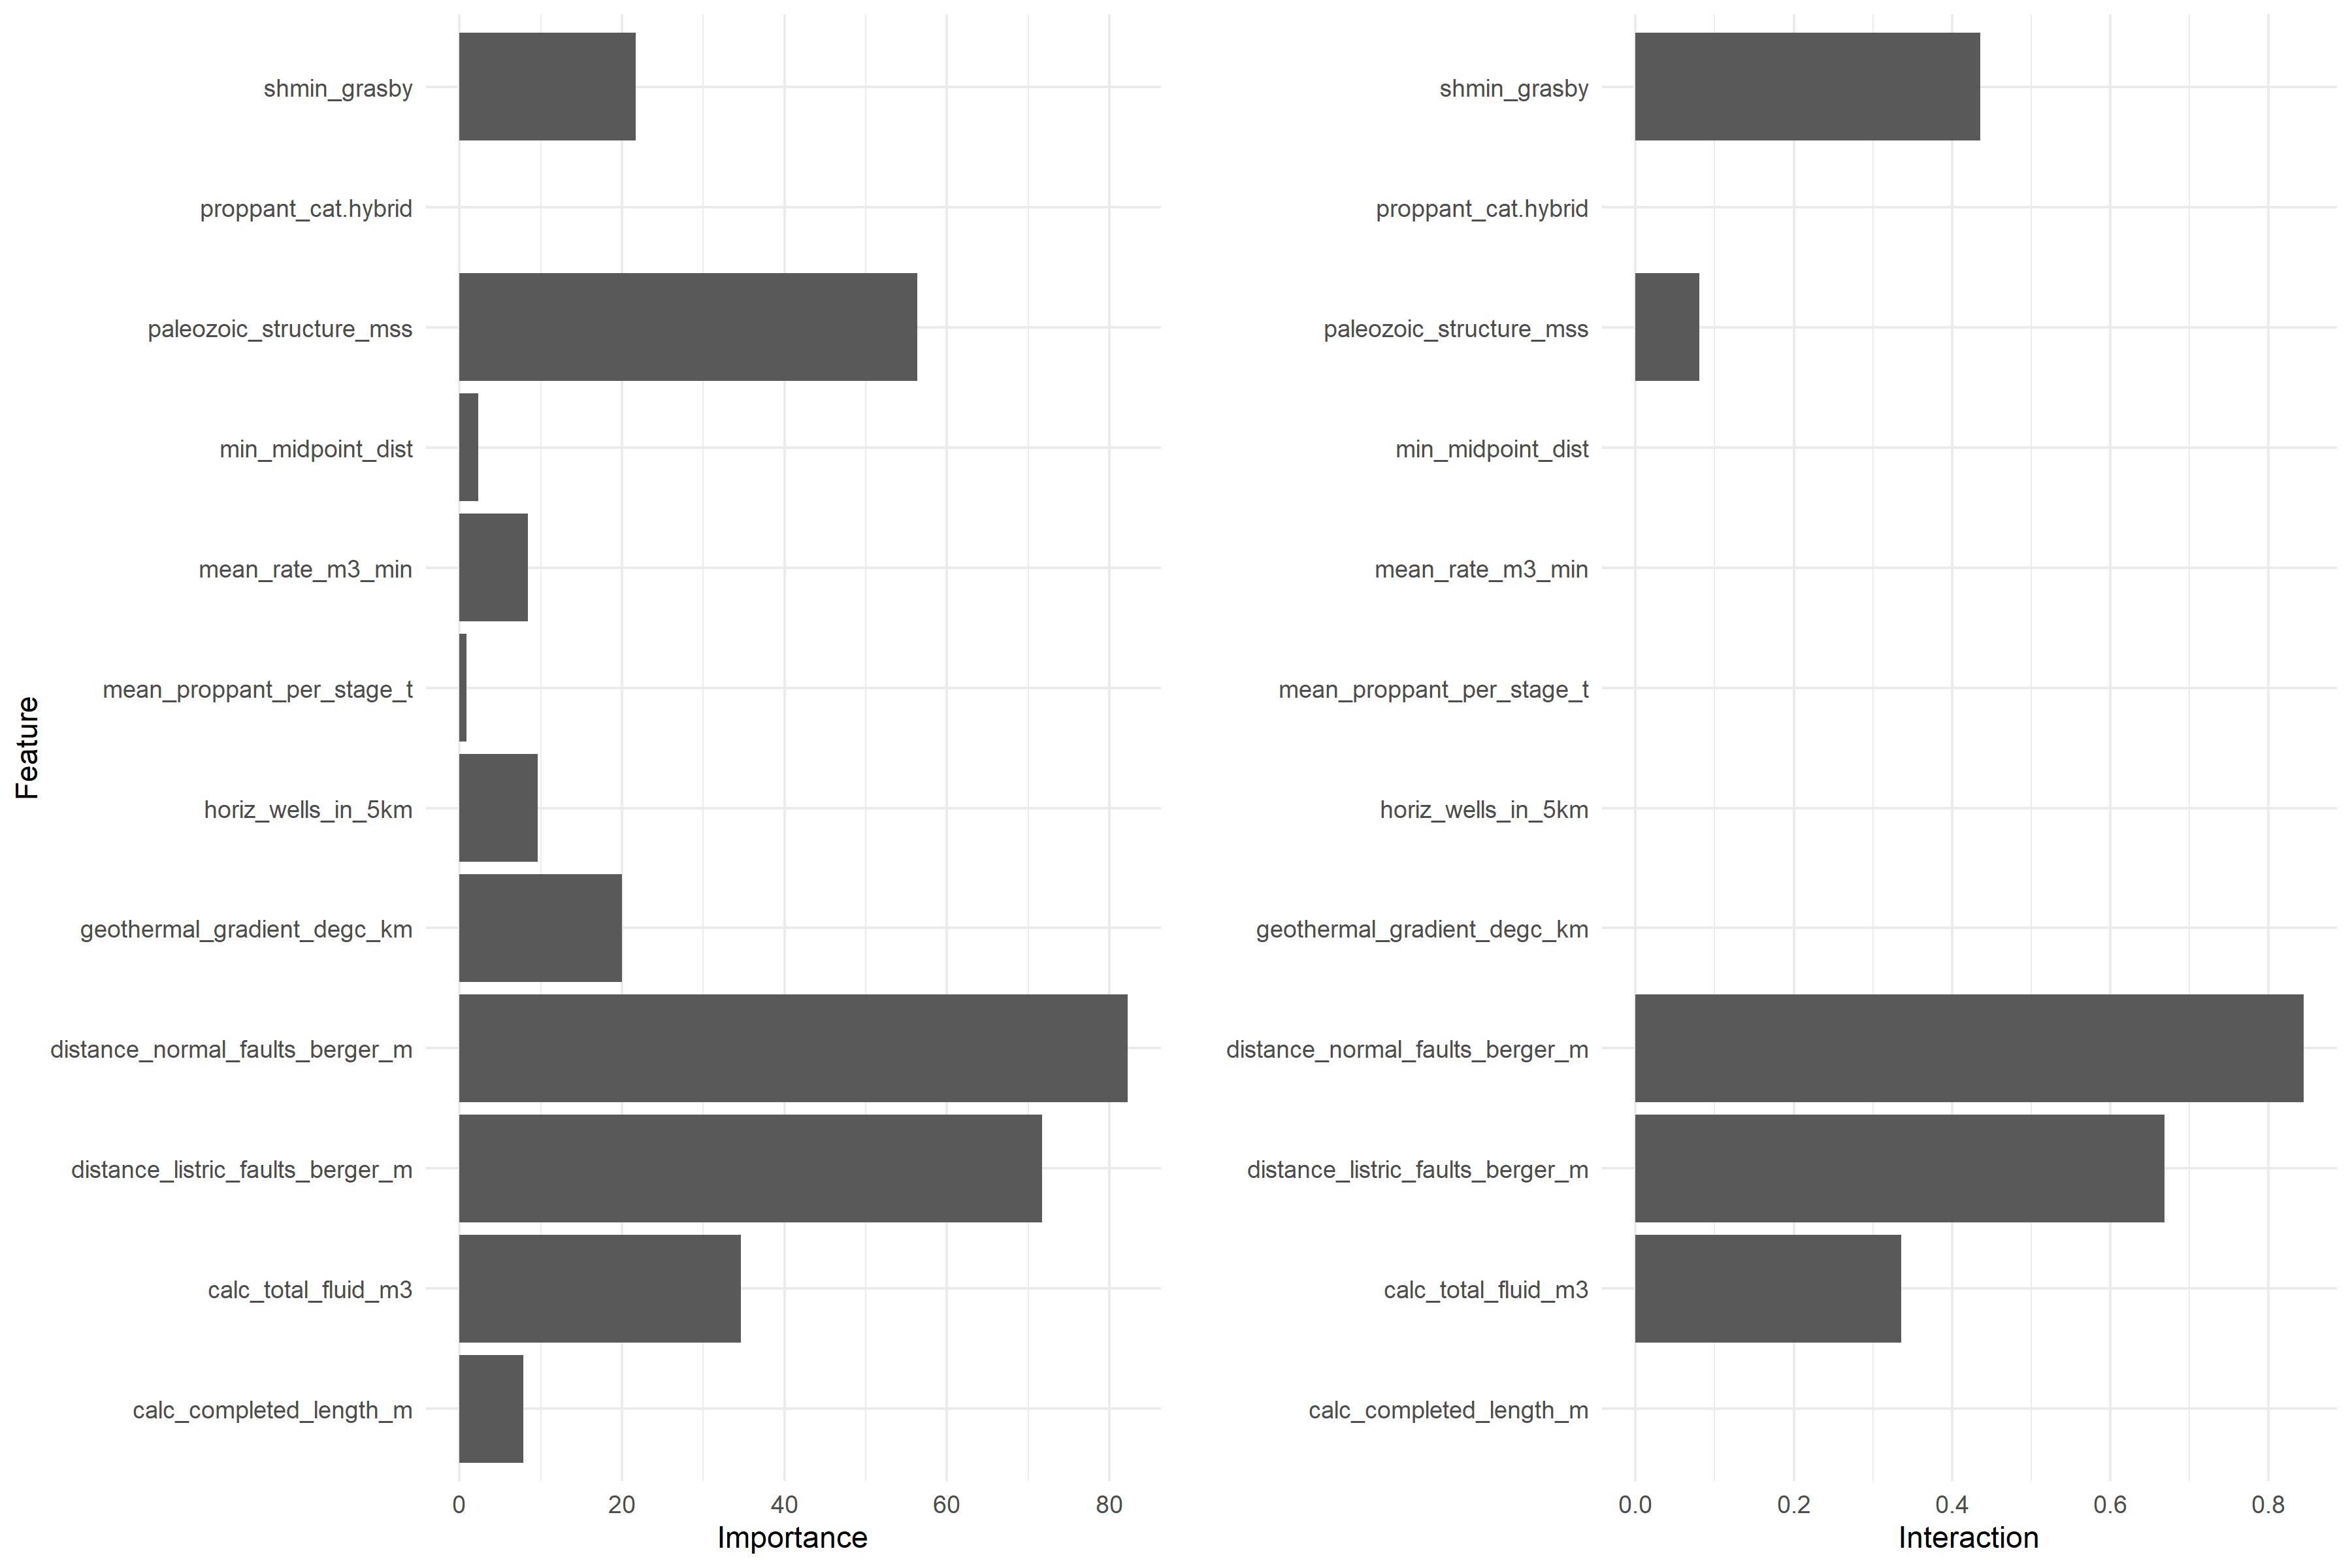 Feature
shmin_grasby
proppant_cat.hybrid
paleozoic_structure_mss
min_midpoint_dist
mean_rate_m3_min
mean_proppant_per_stage_t
horiz_wells_in_5km
geothermal_gradient_degc_km
distance_normal_faults_berger_m
distance_listric_faults_berger_m
calc_total_fluid_m3
calc_completed_length_m
0 20 40 60 80
Importance
shmin_grasby
proppant_cat.hybrid
paleozoic_structure_mss
min_midpoint_dist
mean_rate_m3_min
mean_proppant_per_stage_t
horiz_wells_in_5km
geothermal_gradient_degc_km
distance_normal_faults_berger_m
distance_listric_faults_berger_m
calc_total_fluid_m3
calc_completed_length_m
0.0 0.2 0.4 0.6 0.8
Interaction